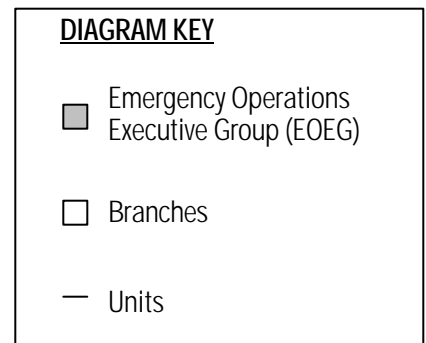 DIAGRAM KEY
Emergency Operations
Executive Group (EOEG)
Branches
Units